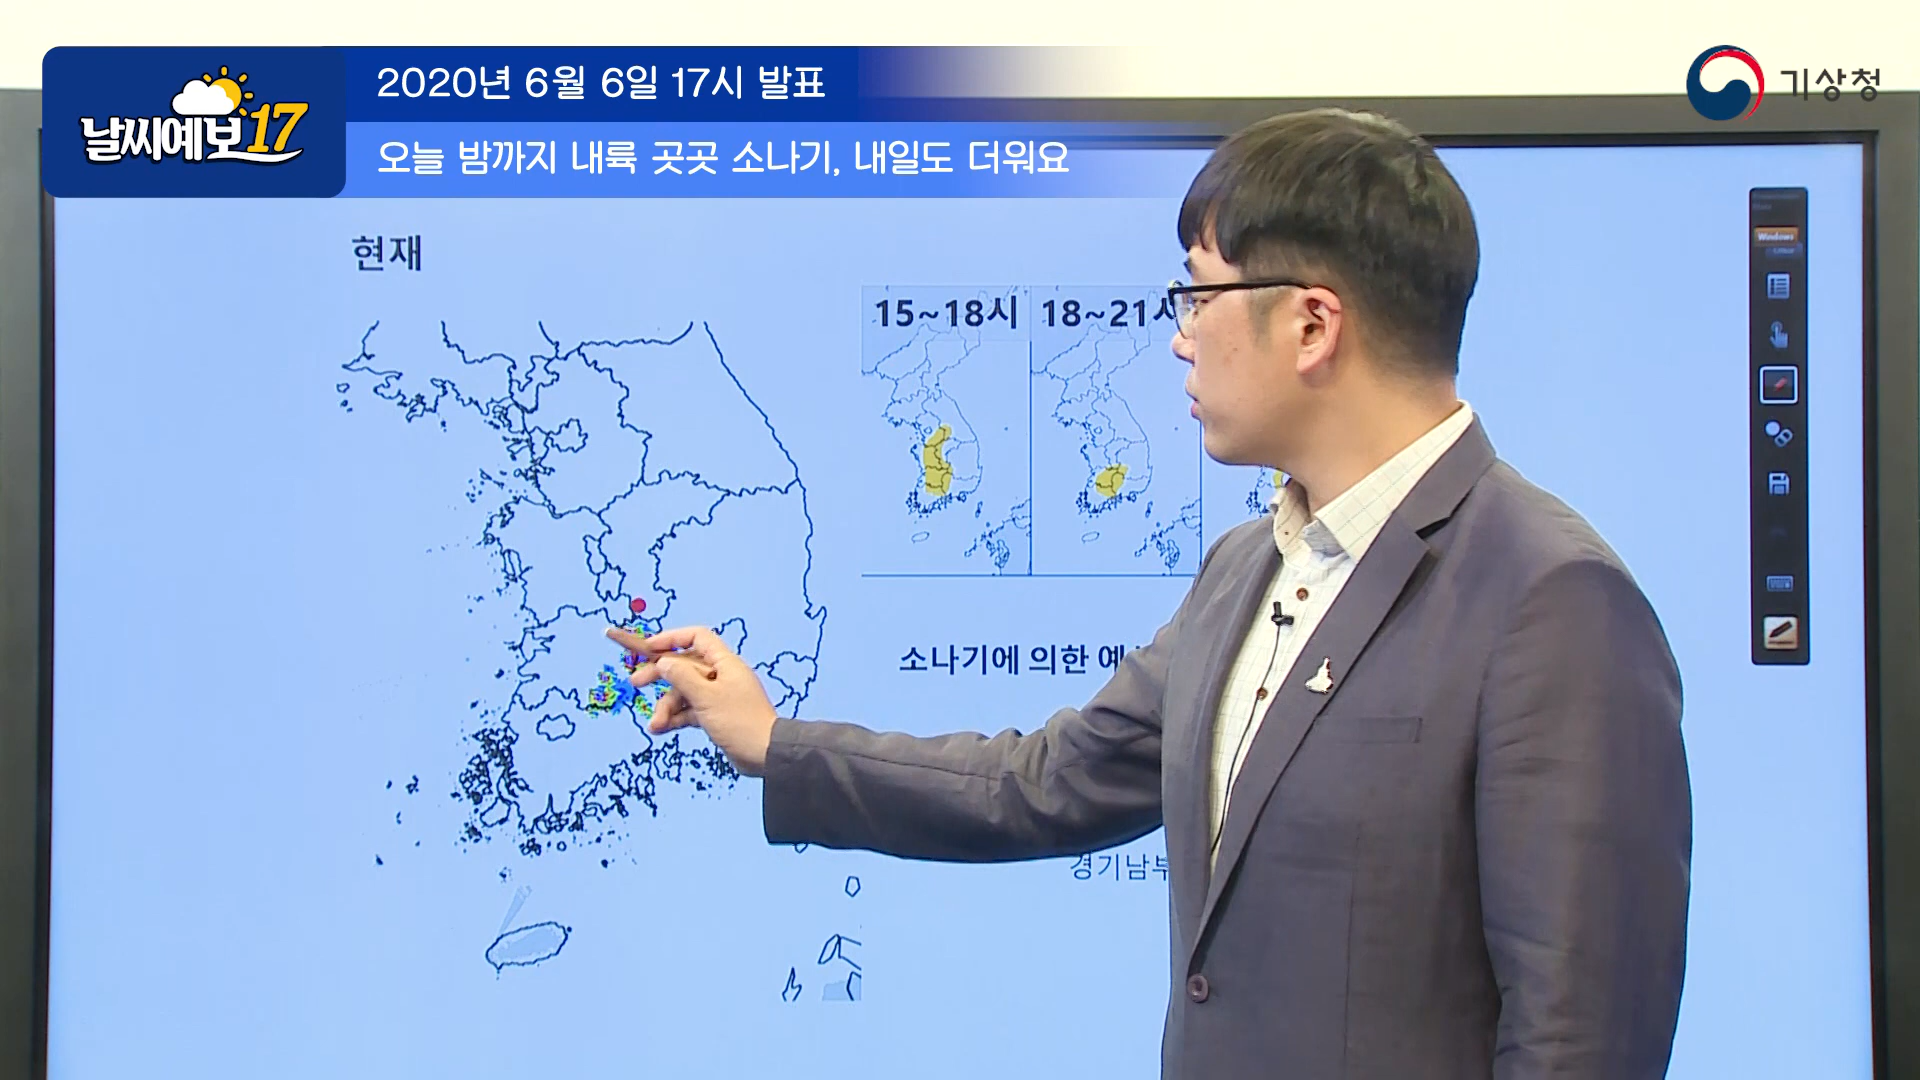 2020년 6월 6일 17시 발표
기상청
날씨예보 17
오늘 밤까지 내륙 곳곳 소나기, 내일도 더워요
현재
Windows
15~18시
18~21시
소나기에 의한
경기남부